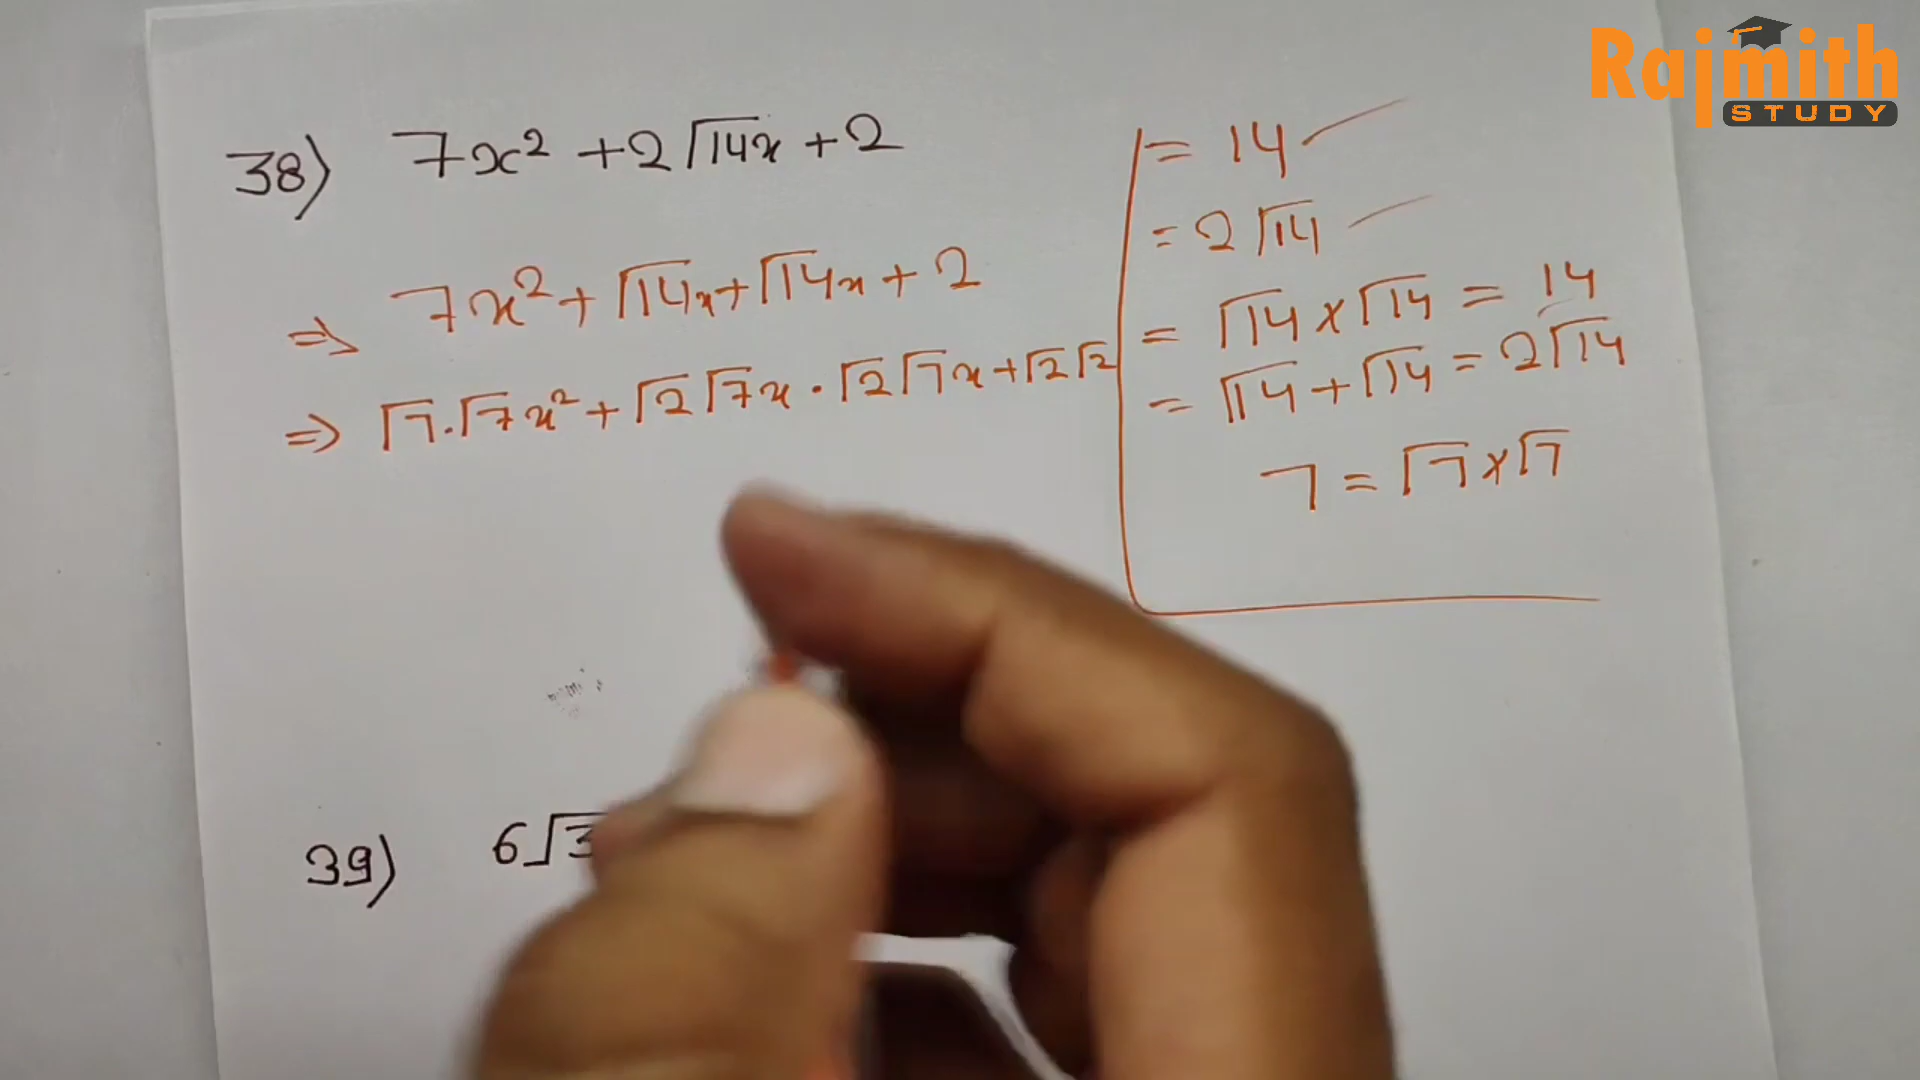 Rajmith
STUDY
38) 7x² + 2√14x + 2
⇒ 7x² + √14x + √14x + 2
⇒ √7.√7x² + √2√7x . √2√7x + √2√2
= 14
= 2√14
= √14 × √14 = 14
= √14 + √14 = 2√14
7 = √7 × √7
39) 6√3